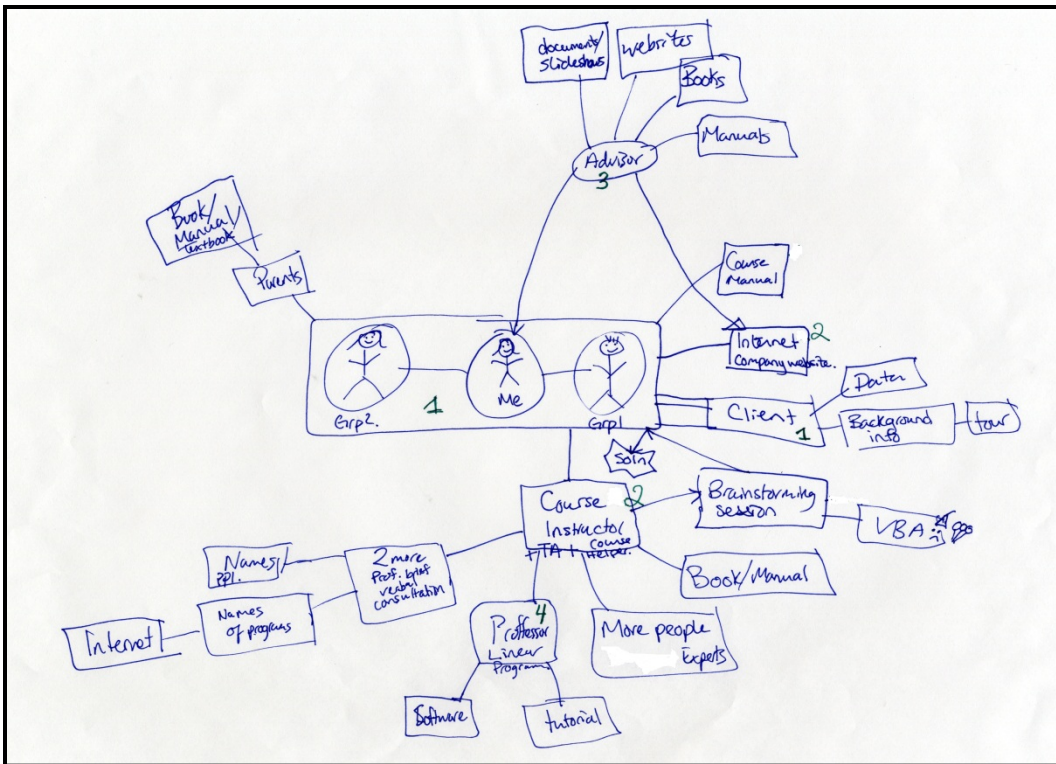 documents/
slideshows
websites
Books
Manuals
Advisor
3
Book/
Manual/
textbook
Parents
Course
Manual
Internet 2
company website.
Data
Client
1
Background
info
tour
Grp2.
1
Me
Grp1
Soln
Course 2
Instructor
+ TA + Course
Helper.
Brainstorming
session
VBA
Book/Manual
Names/
ppl.
2 more
Prof. brief
verbal
consultation
Names
of programs
Internet
4
Proffessor
Linear
Program.
More people
Experts
Software
tutorial